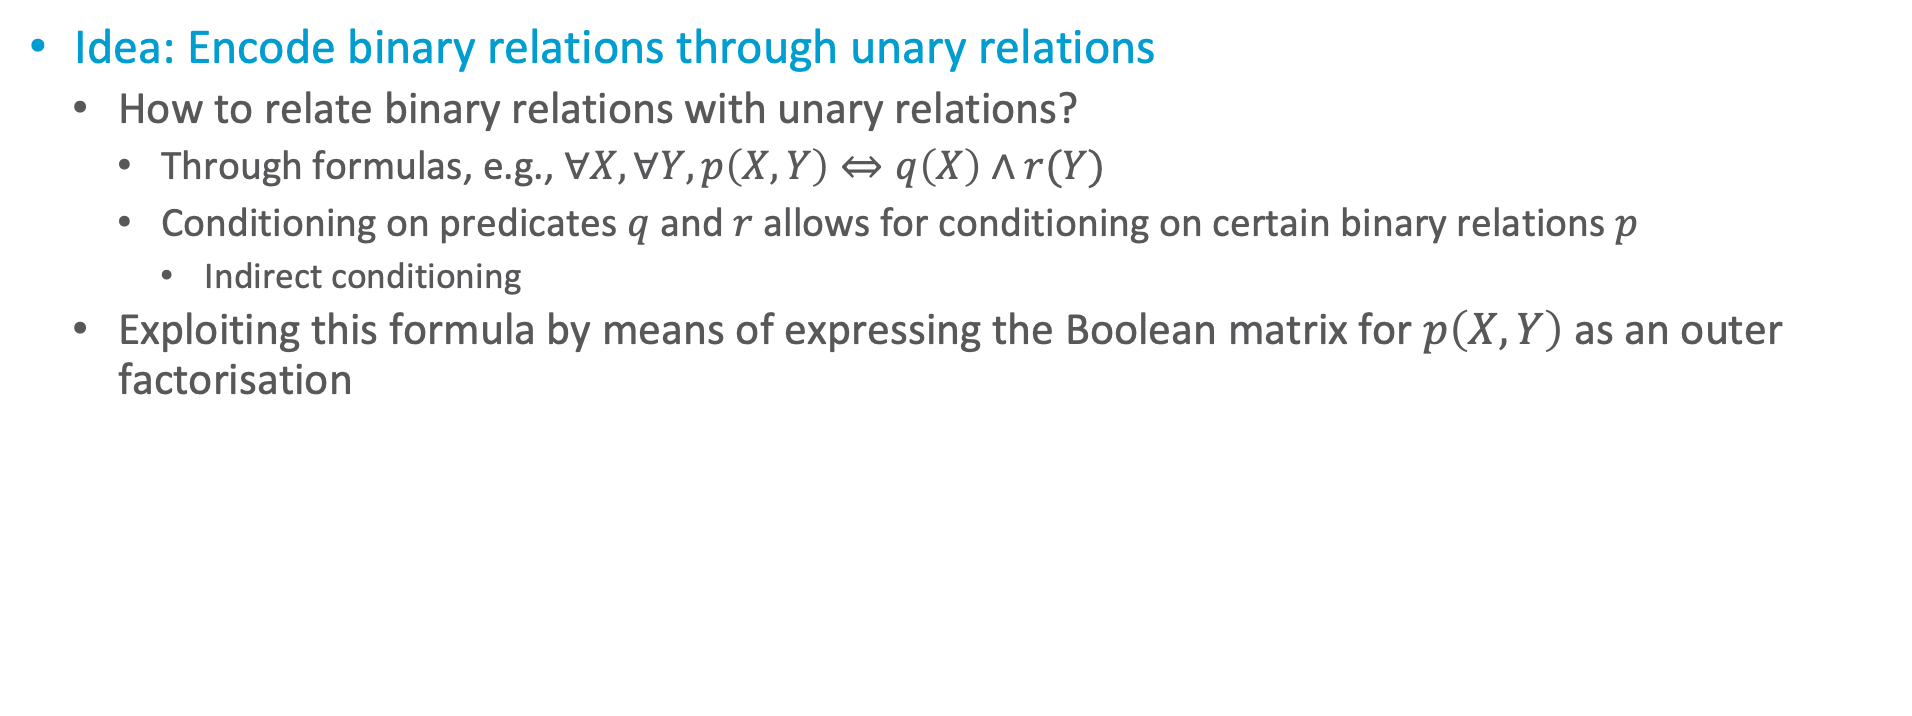 • Idea: Encode binary relations through unary relations
• How to relate binary relations with unary relations?
• Through formulas, e.g., ∀X, ∀Y, p(X, Y) ⇔ q(X) ∧ r(Y)
• Conditioning on predicates q and r allows for conditioning on certain binary relations p
• Indirect conditioning
• Exploiting this formula by means of expressing the Boolean matrix for p(X, Y) as an outer
factorisation